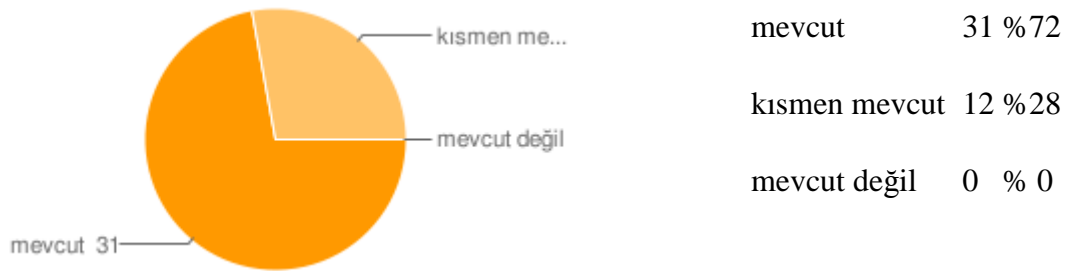 kısmen me...
mevcut değil
mevcut 31
mevcut 31 %72
kısmen mevcut 12 %28
mevcut değil 0 % 0